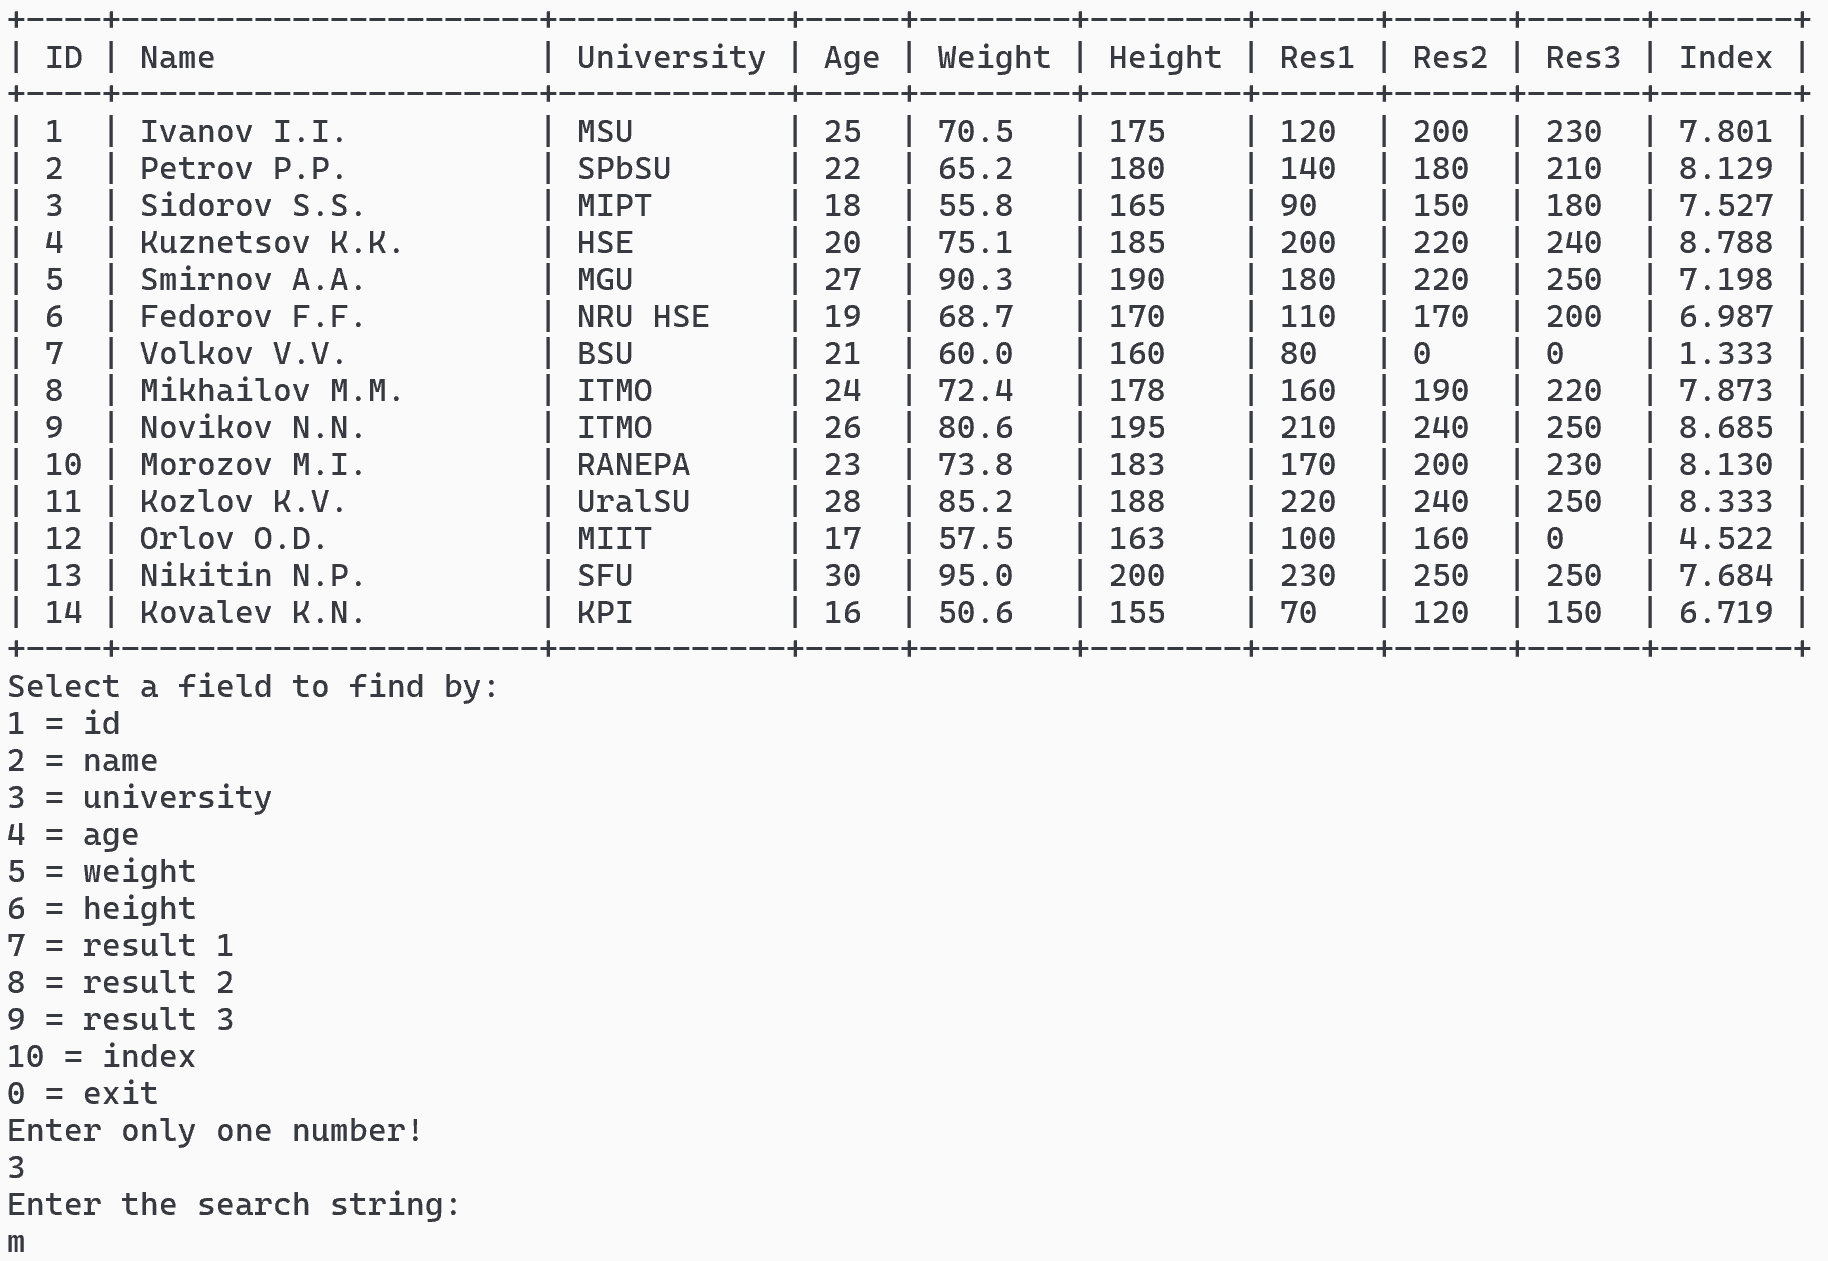 +----+----------------------+------------+-----+--------+--------+------+------+------+-------+
| ID | Name                 | University | Age | Weight | Height | Res1 | Res2 | Res3 | Index |
+----+----------------------+------------+-----+--------+--------+------+------+------+-------+
| 1  | Ivanov I.I.          | MSU        | 25  | 70.5   | 175    | 120  | 200  | 230  | 7.801 |
| 2  | Petrov P.P.          | SPbSU      | 22  | 65.2   | 180    | 140  | 180  | 210  | 8.129 |
| 3  | Sidorov S.S.         | MIPT       | 18  | 55.8   | 165    | 90   | 150  | 180  | 7.527 |
| 4  | Kuznetsov K.K.       | HSE        | 20  | 75.1   | 185    | 200  | 220  | 240  | 8.788 |
| 5  | Smirnov A.A.         | MGU        | 27  | 90.3   | 190    | 180  | 220  | 250  | 7.198 |
| 6  | Fedorov F.F.         | NRU HSE    | 19  | 68.7   | 170    | 110  | 170  | 200  | 6.987 |
| 7  | Volkov V.V.          | BSU        | 21  | 60.0   | 160    | 80   | 0    | 0    | 1.333 |
| 8  | Mikhailov M.M.       | ITMO       | 24  | 72.4   | 178    | 160  | 190  | 220  | 7.873 |
| 9  | Novikov N.N.         | ITMO       | 26  | 80.6   | 195    | 210  | 240  | 250  | 8.685 |
| 10 | Morozov M.I.         | RANEPA     | 23  | 73.8   | 183    | 170  | 200  | 230  | 8.130 |
| 11 | Kozlov K.V.          | UralSU     | 28  | 85.2   | 188    | 220  | 240  | 250  | 8.333 |
| 12 | Orlov O.D.           | MIIT       | 17  | 57.5   | 163    | 100  | 160  | 0    | 4.522 |
| 13 | Nikitin N.P.         | SFU        | 30  | 95.0   | 200    | 230  | 250  | 250  | 7.684 |
| 14 | Kovalev K.N.         | KPI        | 16  | 50.6   | 155    | 70   | 120  | 150  | 6.719 |
+----+----------------------+------------+-----+--------+--------+------+------+------+-------+
Select a field to find by:
1 = id
2 = name
3 = university
4 = age
5 = weight
6 = height
7 = result 1
8 = result 2
9 = result 3
10 = index
0 = exit
Enter only one number!
3
Enter the search string:
m